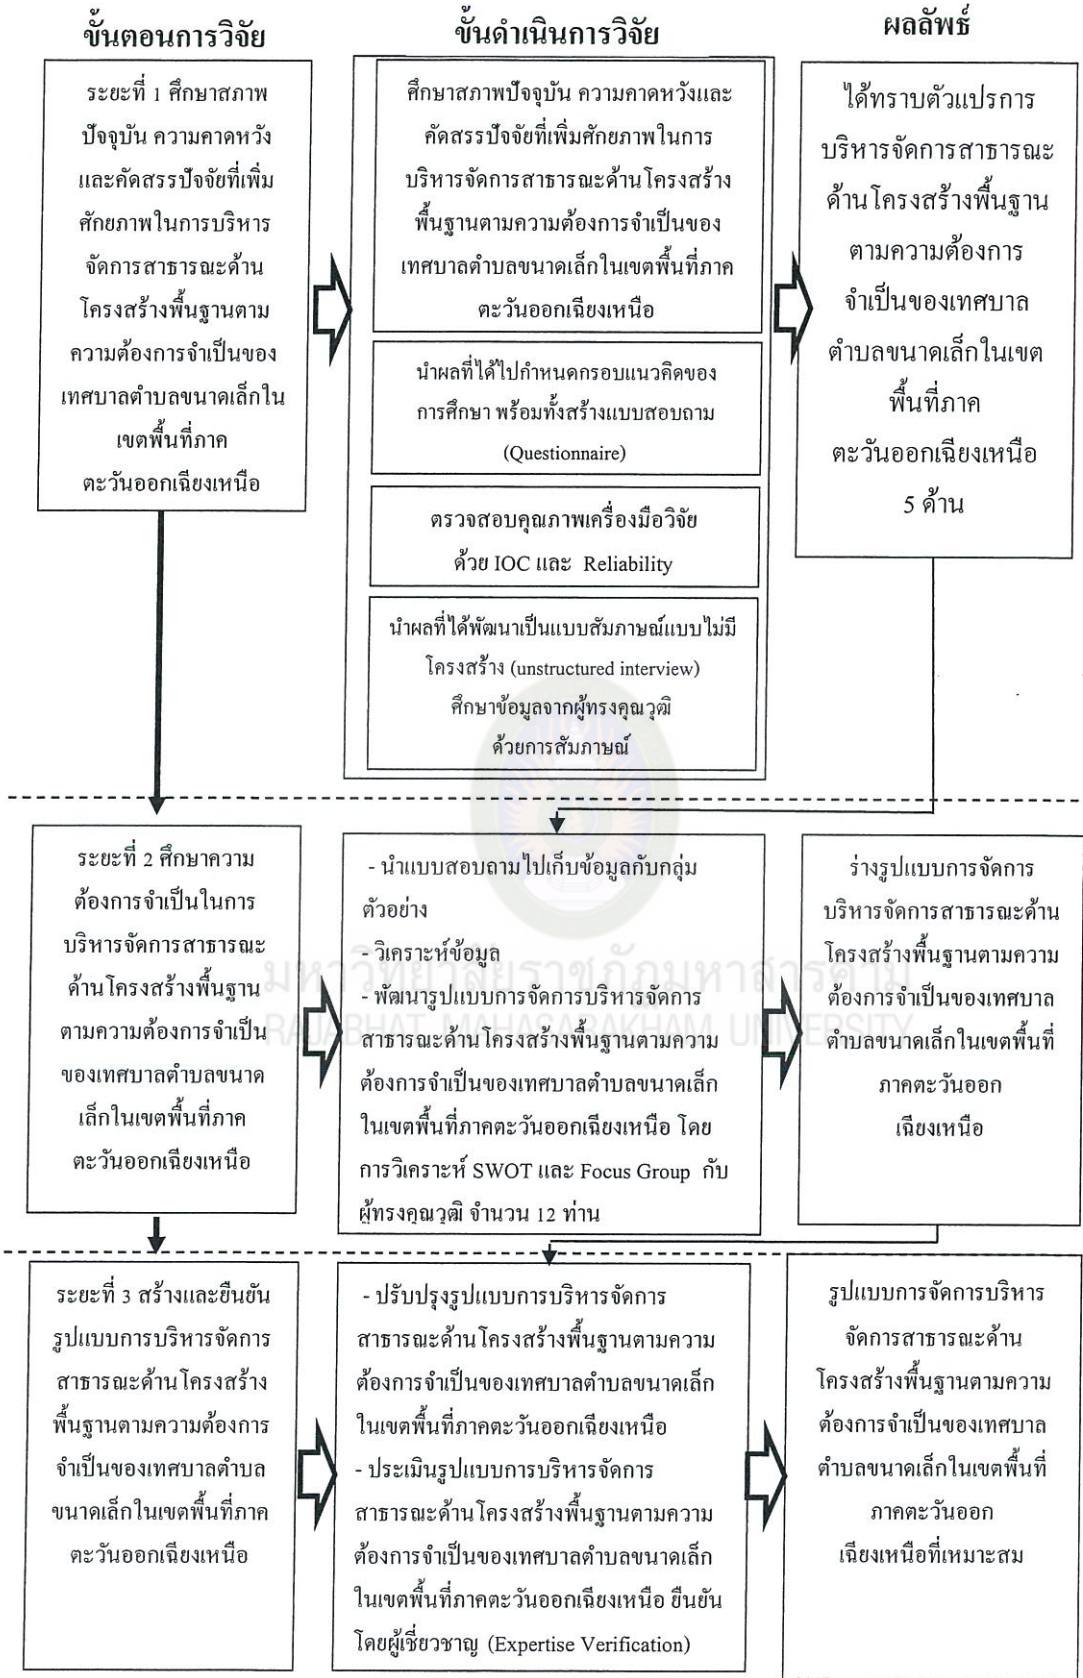 ขั้นตอนการวิจัย
ขั้นดำเนินการวิจัย
ผลลัพธ์
ระยะที่ 1 ศึกษาสภาพ
ปัจจุบัน ความคาดหวัง
และคัดสรรปัจจัยที่เพิ่ม
ศักยภาพในการบริหาร
จัดการสาธารณะด้าน
โครงสร้างพื้นฐานตาม
ความต้องการจำเป็นของ
เทศบาลตำบลขนาดเล็กใน
เขตพื้นที่ภาค
ตะวันออกเฉียงเหนือ
ศึกษาสภาพปัจจุบัน ความคาดหวังและ
คัดสรรปัจจัยที่เพิ่มศักยภาพในการ
บริหารจัดการสาธารณะด้านโครงสร้าง
พื้นฐานตามความต้องการจำเป็นของ
เทศบาลตำบลขนาดเล็กในเขตพื้นที่ภาค
ตะวันออกเฉียงเหนือ
นำผลที่ได้ไปกำหนดกรอบแนวคิดของ
การศึกษา พร้อมทั้งสร้างแบบสอบถาม
(Questionnaire)
ตรวจสอบคุณภาพเครื่องมือวิจัย
ด้วย IOC และ Reliability
นำผลที่ได้พัฒนาเป็นแบบสัมภาษณ์แบบไม่มี
โครงสร้าง (unstructured interview)
ศึกษาข้อมูลจากผู้ทรงคุณวุฒิ
ด้วยการสัมภาษณ์
ได้ทราบตัวแปรการ
บริหารจัดการสาธารณะ
ด้านโครงสร้างพื้นฐาน
ตามความต้องการ
จำเป็นของเทศบาล
ตำบลขนาดเล็กในเขต
พื้นที่ภาค
ตะวันออกเฉียงเหนือ
5 ด้าน
ระยะที่ 2 ศึกษาความ
ต้องการจำเป็นในการ
บริหารจัดการสาธารณะ
ด้านโครงสร้างพื้นฐาน
ตามความต้องการจำเป็น
ของเทศบาลตำบลขนาด
เล็กในเขตพื้นที่ภาค
ตะวันออกเฉียงเหนือ
- นำแบบสอบถามไปเก็บข้อมูลกับกลุ่ม
ตัวอย่าง
- วิเคราะห์ข้อมูล
- พัฒนารูปแบบการจัดการบริหารจัดการ
สาธารณะด้านโครงสร้างพื้นฐานตามความ
ต้องการจำเป็นของเทศบาลตำบลขนาดเล็ก
ในเขตพื้นที่ภาคตะวันออกเฉียงเหนือ โดย
การวิเคราะห์ SWOT และ Focus Group กับ
ผู้ทรงคุณวุฒิ จำนวน 12 ท่าน
ร่างรูปแบบการจัดการ
บริหารจัดการสาธารณะด้าน
โครงสร้างพื้นฐานตามความ
ต้องการจำเป็นของเทศบาล
ตำบลขนาดเล็กในเขตพื้นที่
ภาคตะวันออก
เฉียงเหนือ
มหาวิทยาลัยราชภัฏมหาสารคาม
RAJABHAT MAHASARAKHAM UNIVERSITY
ระยะที่ 3 สร้างและยืนยัน
รูปแบบการบริหารจัดการ
สาธารณะด้านโครงสร้าง
พื้นฐานตามความต้องการ
จำเป็นของเทศบาลตำบล
ขนาดเล็กในเขตพื้นที่ภาค
ตะวันออกเฉียงเหนือ
- ปรับปรุงรูปแบบการบริหารจัดการ
สาธารณะด้านโครงสร้างพื้นฐานตามความ
ต้องการจำเป็นของเทศบาลตำบลขนาดเล็ก
ในเขตพื้นที่ภาคตะวันออกเฉียงเหนือ
- ประเมินรูปแบบการบริหารจัดการ
สาธารณะด้านโครงสร้างพื้นฐานตามความ
ต้องการจำเป็นของเทศบาลตำบลขนาดเล็ก
ในเขตพื้นที่ภาคตะวันออกเฉียงเหนือ ยืนยัน
โดยผู้เชี่ยวชาญ (Expertise Verification)
รูปแบบการจัดการบริหาร
จัดการสาธารณะด้าน
โครงสร้างพื้นฐานตามความ
ต้องการจำเป็นของเทศบาล
ตำบลขนาดเล็กในเขตพื้นที่
ภาคตะวันออก
เฉียงเหนือที่เหมาะสม